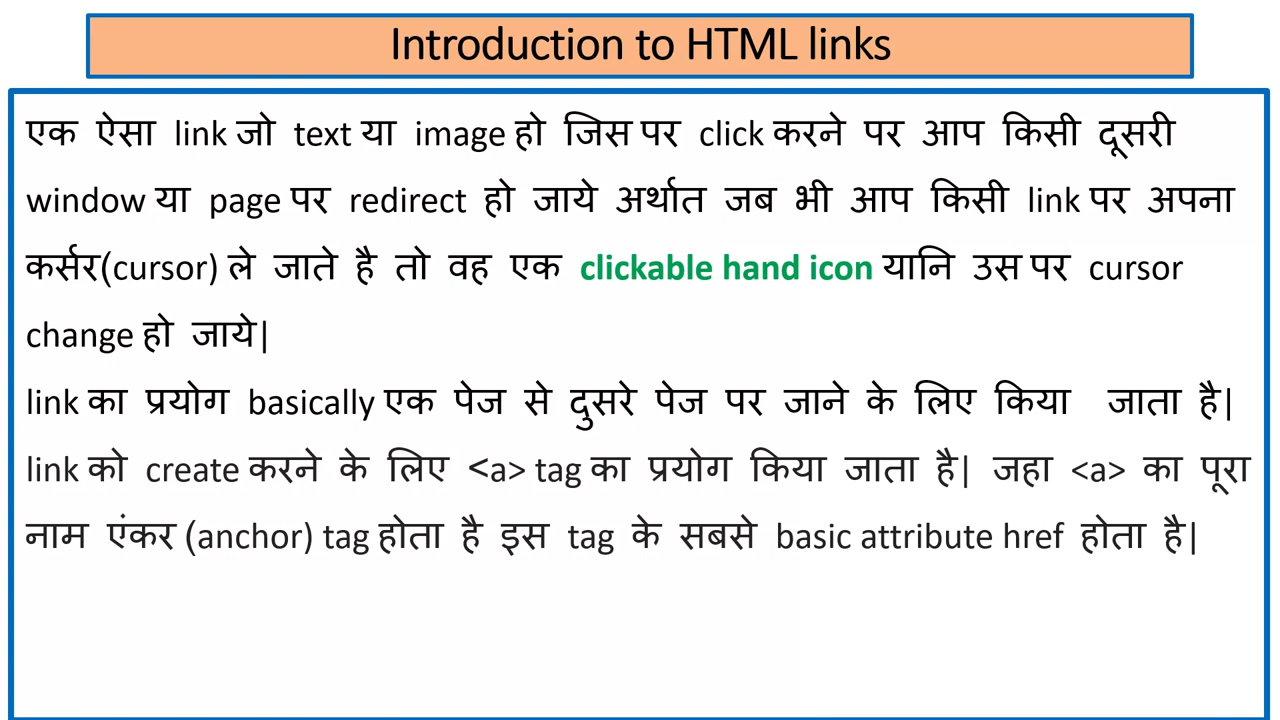 Introduction to HTML links
एक ऐसा link जो text या image हो जिस पर click करने पर आप किसी दूसरी
window या page पर redirect हो जाये अर्थात जब भी आप किसी link पर अपना
कर्सर(cursor) ले जाते है तो वह एक clickable hand icon यानि उस पर cursor
change हो जाये|
link का प्रयोग basically एक पेज से दुसरे पेज पर जाने के लिए किया जाता है|
link को create करने के लिए <a> tag का प्रयोग किया जाता है| जहा <a> का पूरा
नाम एंकर (anchor) tag होता है इस tag के सबसे basic attribute href होता है|